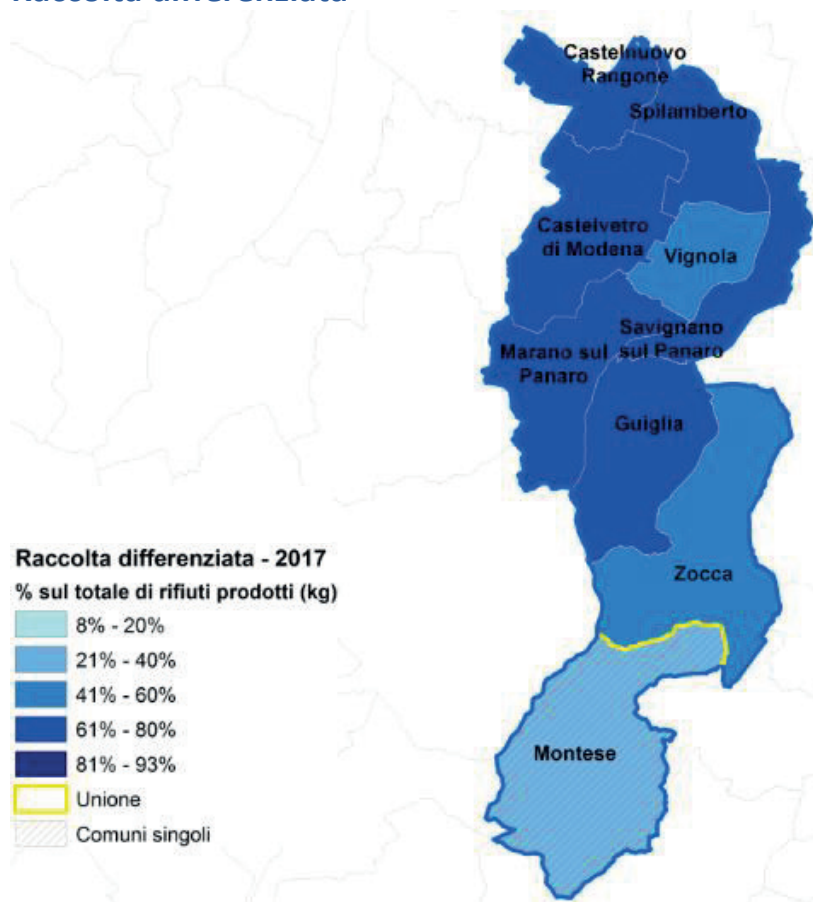 Raccolta differenziata
Castelnuovo
Rangone
Spilamberto
Castelvetro
di Modena
Vignola
Savignano
sul Panaro
Marano sul
Panaro
Guiglia
Zocca
Montese
Raccolta differenziata - 2017
% sul totale di rifiuti prodotti (kg)
8% - 20%
21% - 40%
41% - 60%
61% - 80%
81% - 93%
Unione
Comuni singoli